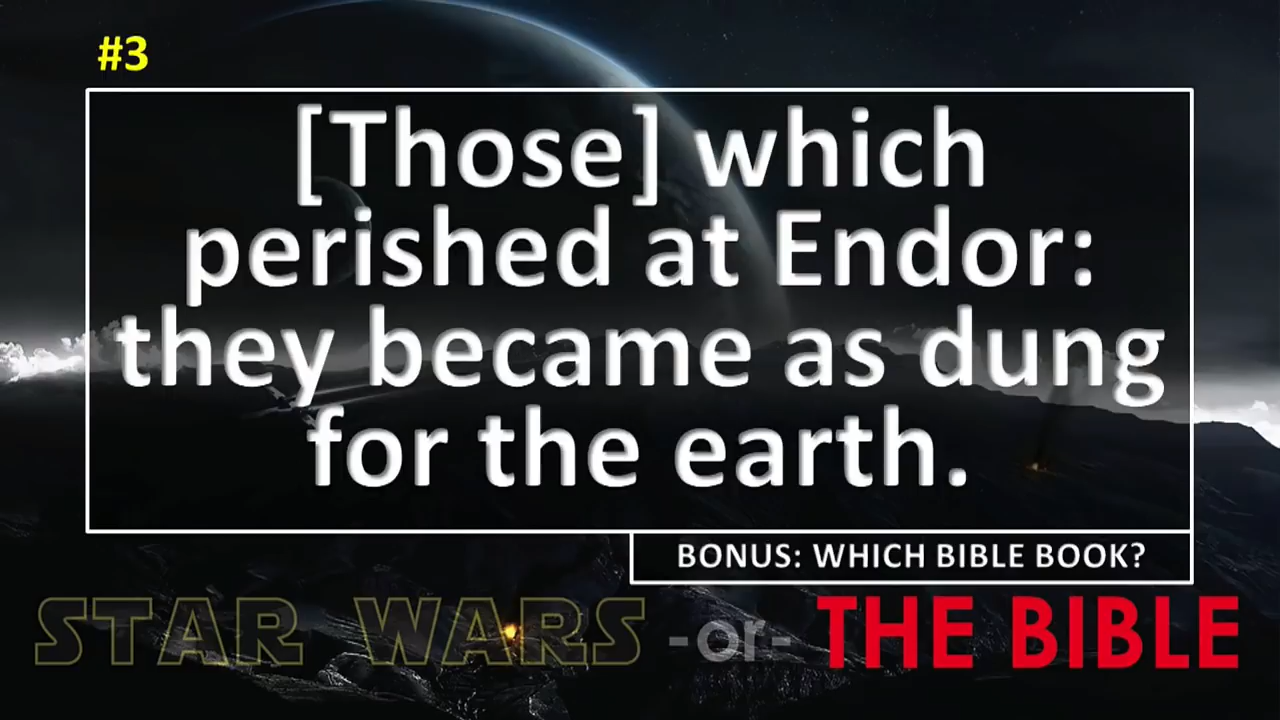 #3
[Those] which
perished at Endor:
they became as dung
for the earth.
BONUS: WHICH BIBLE BOOK?
STAR WARS -or- THE BIBLE